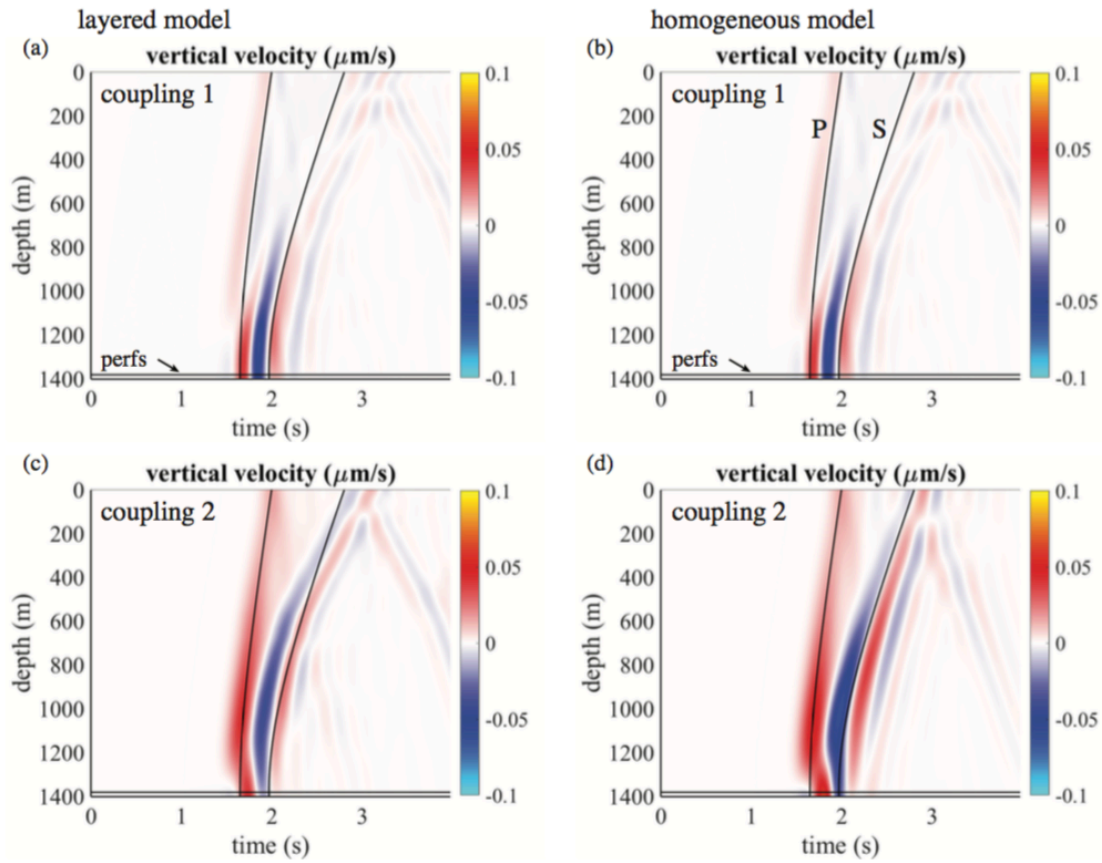 layered model
homogeneous model
(a)
vertical velocity (μm/s)
coupling 1
perfs
0
200
400
600
800
1000
1200
1400
depth (m)
0
1
2
3
time (s)
0.1
0.05
0
-0.05
-0.1
(b)
vertical velocity (μm/s)
coupling 1
P
S
perfs
0
200
400
600
800
1000
1200
1400
depth (m)
0
1
2
3
time (s)
0.1
0.05
0
-0.05
-0.1
(c)
vertical velocity (μm/s)
coupling 2
0
200
400
600
800
1000
1200
1400
depth (m)
0
1
2
3
time (s)
0.1
0.05
0
-0.05
-0.1
(d)
vertical velocity (μm/s)
coupling 2
0
200
400
600
800
1000
1200
1400
depth (m)
0
1
2
3
time (s)
0.1
0.05
0
-0.05
-0.1